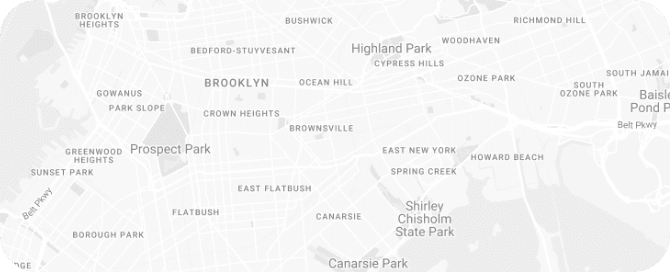 BROOKLYN
HEIGHTS
BUSHWICK
RICHMOND HILL
BEDFORD-STUYVESANT
Highland Park
WOODHAVEN
CYPRESS HILLS
BROOKLYN
OCEAN HILL
OZONE PARK
SOUTH JAMAI
SOUTH
OZONE PARK
GOWANUS
PARK SLOPE
CROWN HEIGHTS
Baisle
Pond P
BROWNSVILLE
Belt Pkwy
GREENWOOD
HEIGHTS
Prospect Park
EAST NEW YORK
HOWARD BEACH
SUNSET PARK
SPRING CREEK
Belt Pkwy
EAST FLATBUSH
FLATBUSH
CANARSIE
Shirley
Chisholm
State Park
BOROUGH PARK
Canarsie Park
DGE